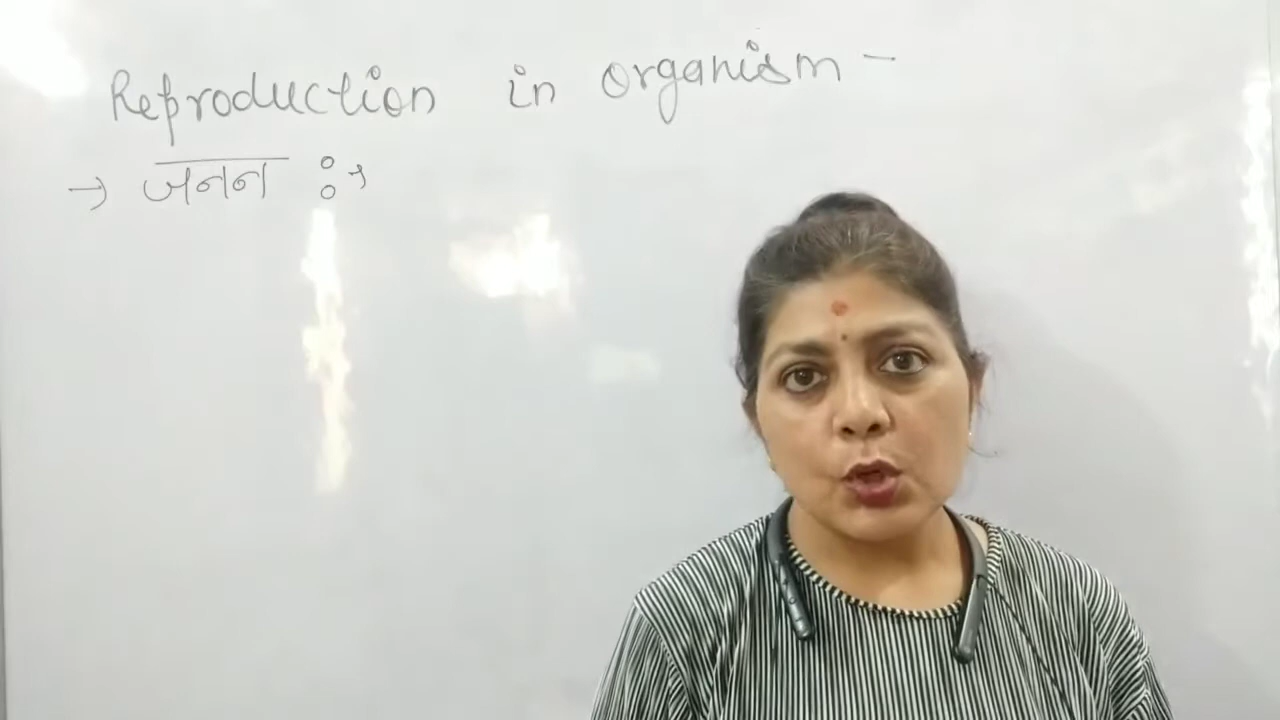 Reproduction in organism -
→ जनन :→